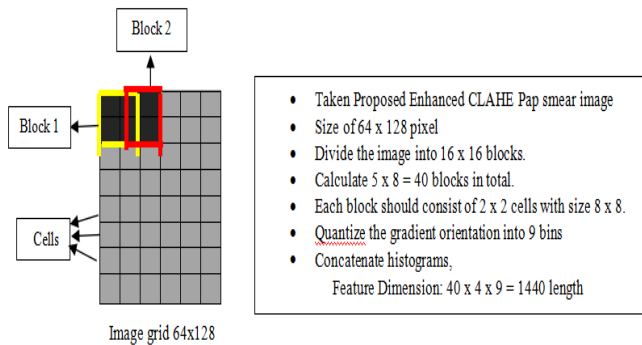 Block 2
Block 1
Cells
Image grid 64x128
• Taken Proposed Enhanced CLAHE Pap smear image
• Size of 64 x 128 pixel
• Divide the image into 16 x 16 blocks.
• Calculate 5 x 8 = 40 blocks in total.
• Each block should consist of 2 x 2 cells with size 8 x 8.
• Quantize the gradient orientation into 9 bins
• Concatenate histograms,
Feature Dimension: 40 x 4 x 9 = 1440 length